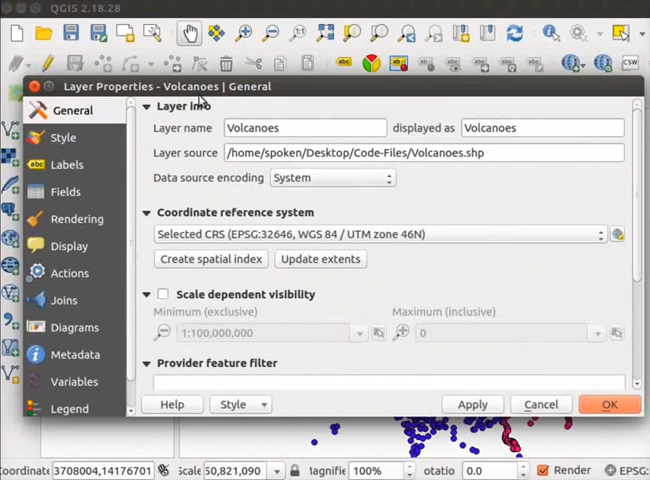 QGIS 2.18.28
CSW
Layer Properties - Volcanoes | General
General
Style
Labels
Fields
Rendering
Display
Actions
Joins
Diagrams
Metadata
Variables
Legend
Layer info
Layer name Volcanoes displayed as Volcanoes
Layer source /home/spoken/Desktop/Code-Files/Volcanoes.shp
Data source encoding System
Coordinate reference system
Selected CRS (EPSG:32646, WGS 84 / UTM zone 46N)
Create spatial index Update extents
Scale dependent visibility
Minimum (exclusive) Maximum (inclusive)
1:100,000,000 0
Provider feature filter
Help Style Apply Cancel OK
Coordinate 3708004,14176701 Scale 50,821,090 Magnifie 100% otatio 0.0 Render EPSG: